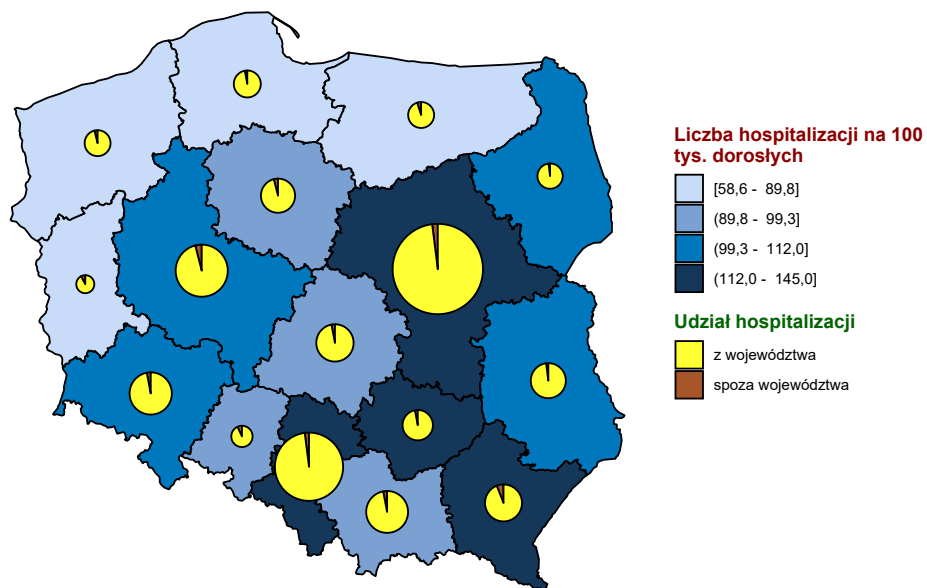 Liczba hospitalizacji na 100
tys. dorosłych
[58,6 - 89,8]
(89,8 - 99,3]
(99,3 - 112,0]
(112,0 - 145,0]
Udział hospitalizacji
z województwa
spoza województwa